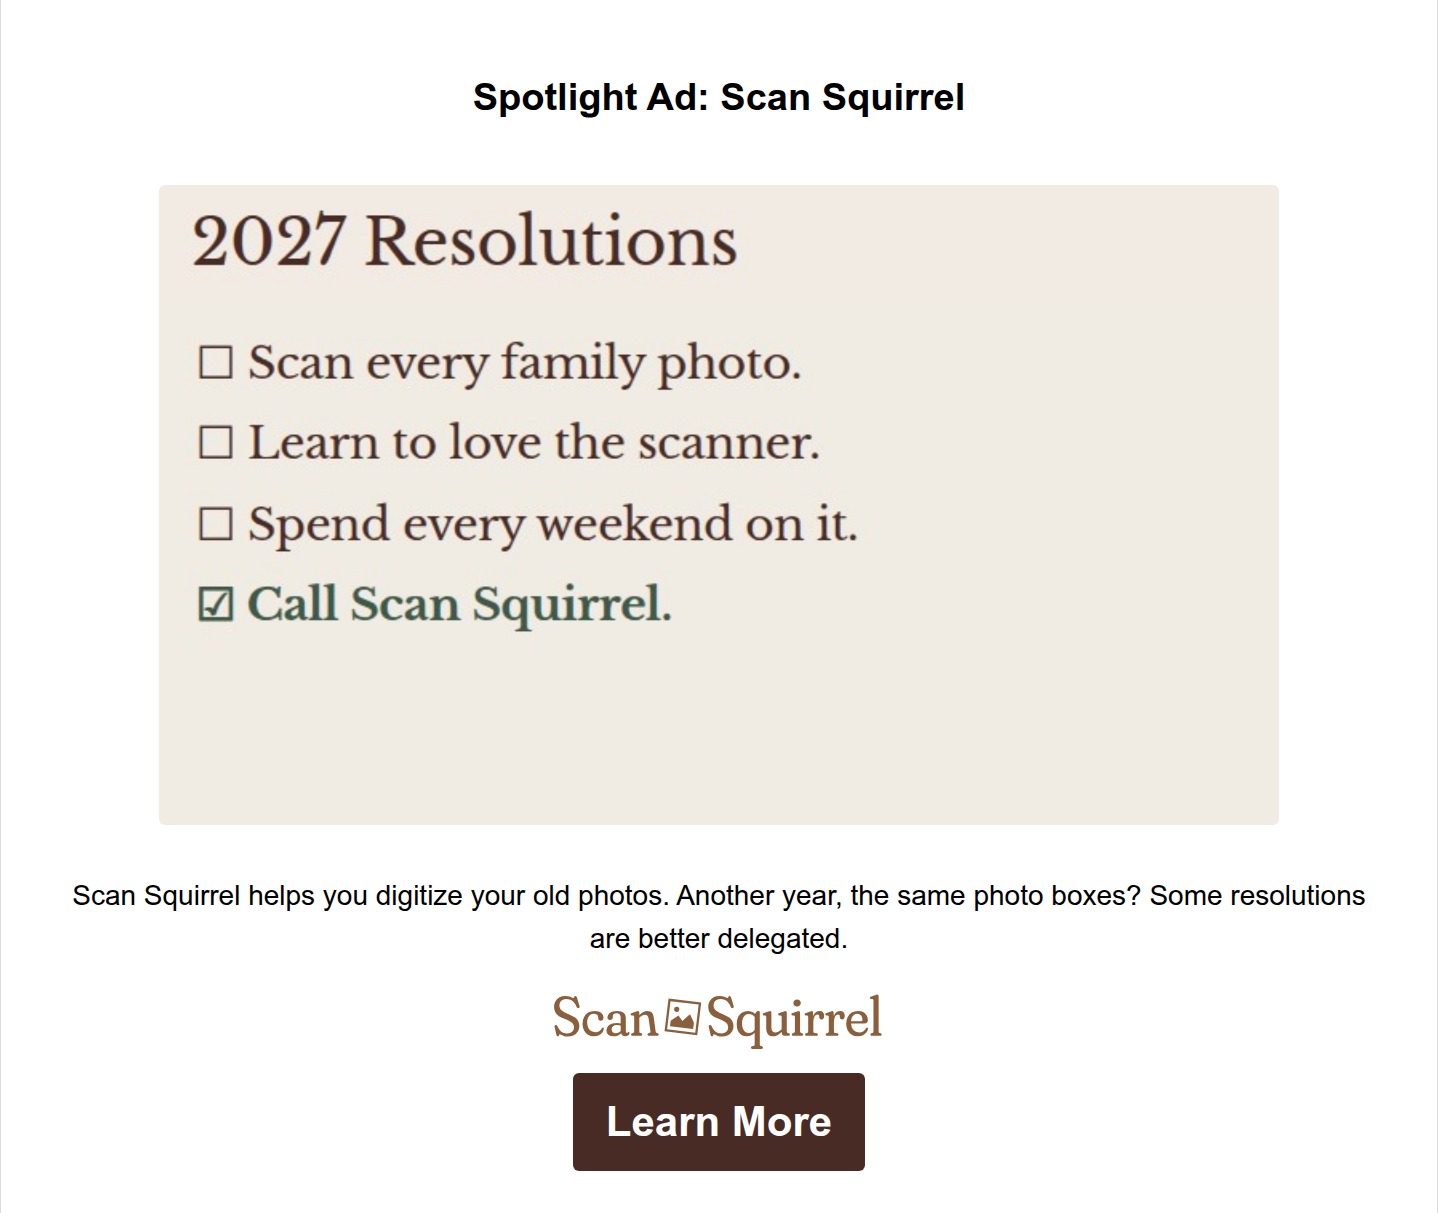 Spotlight Ad: Scan Squirrel
2027 Resolutions
☐ Scan every family photo.
☐ Learn to love the scanner.
☐ Spend every weekend on it.
☑ Call Scan Squirrel.
Scan Squirrel helps you digitize your old photos. Another year, the same photo boxes? Some resolutions
are better delegated.
Scan Squirrel
Learn More